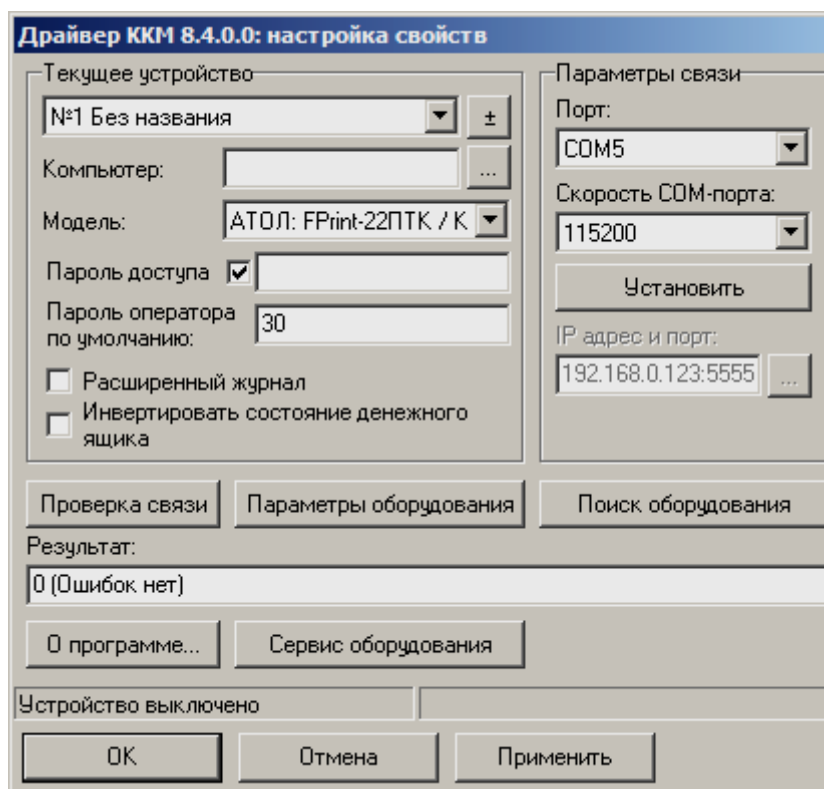 Драйвер ККМ 8.4.0.0: настройка свойств
Текущее устройство
№1 Без названия
±
Компьютер:
...
Модель:
АТОЛ: FPrint-22ПТК / К
Пароль доступа
Пароль оператора
по умолчанию:
30
Расширенный журнал
Инвертировать состояние денежного
ящика
Параметры связи
Порт:
COM5
Скорость COM-порта:
115200
Установить
IP адрес и порт:
192.168.0.123:5555
...
Проверка связи
Параметры оборудования
Поиск оборудования
Результат:
0 (Ошибок нет)
О программе...
Сервис оборудования
Устройство выключено
ОК
Отмена
Применить